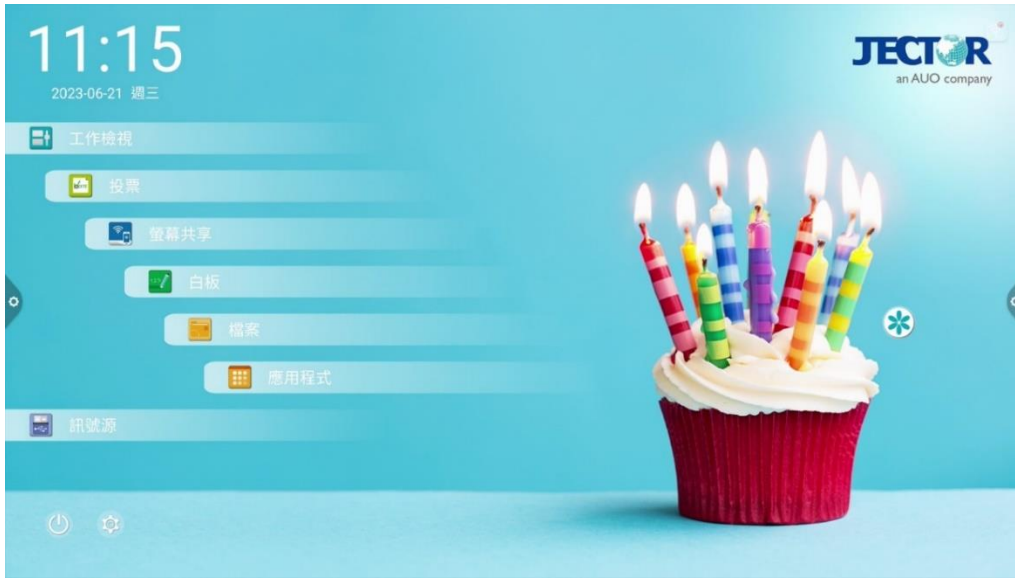 11:15
2023-06-21 週三
JECTOR
an AUO company
工作檢視
投票
螢幕共享
白板
檔案
應用程式
訊號源